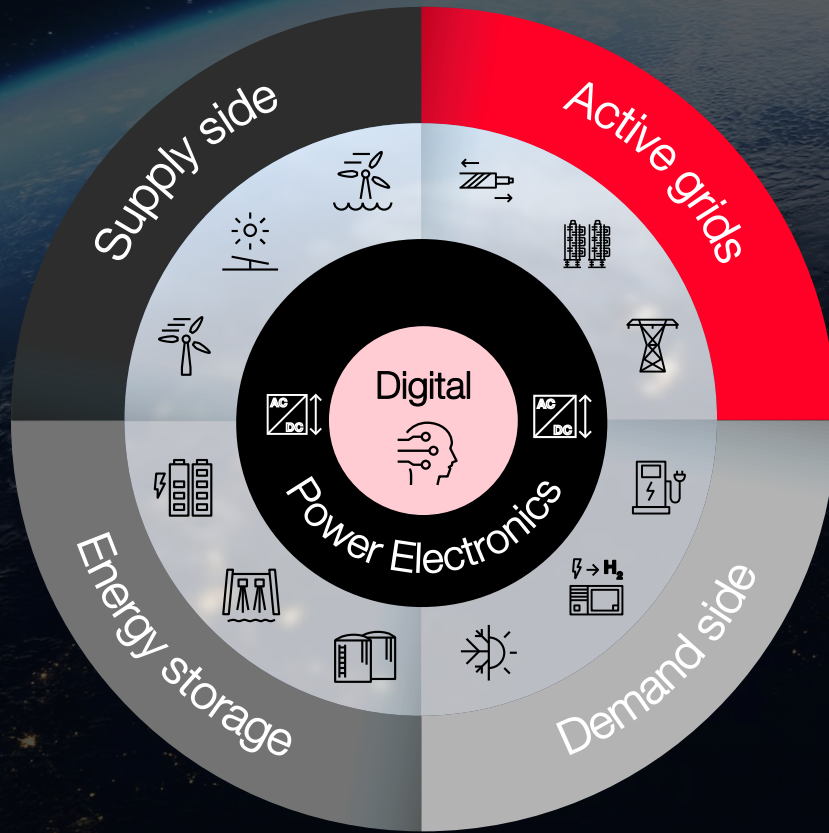 Supply side
Active grids
Digital
AC
DC
AC
DC
Power Electronics
H₂
Energy storage
Demand side